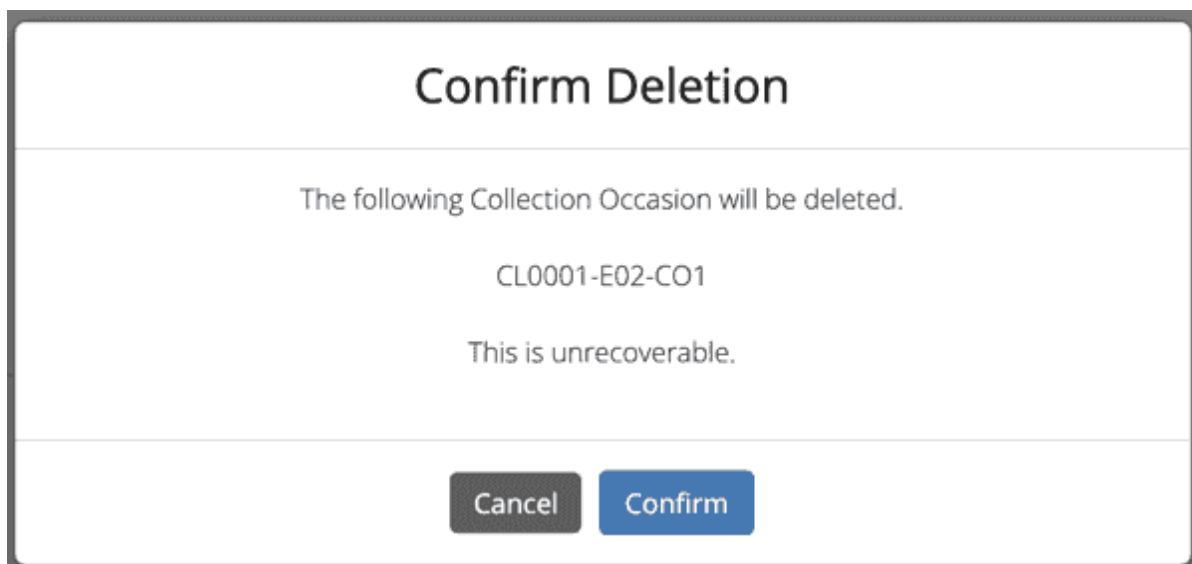 Confirm Deletion
The following Collection Occasion will be deleted.
CL0001-E02-CO1
This is unrecoverable.
Cancel Confirm